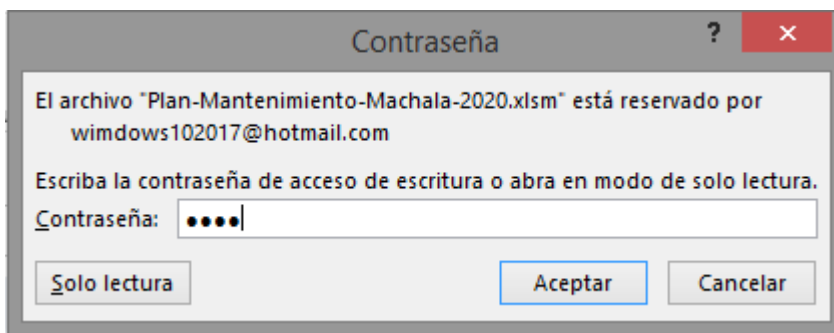 Contraseña ?
El archivo "Plan-Mantenimiento-Machala-2020.xlsm" está reservado por
wimdows102017@hotmail.com
Escriba la contraseña de acceso de escritura o abra en modo de solo lectura.
Contraseña: ••••
Solo lectura Aceptar Cancelar